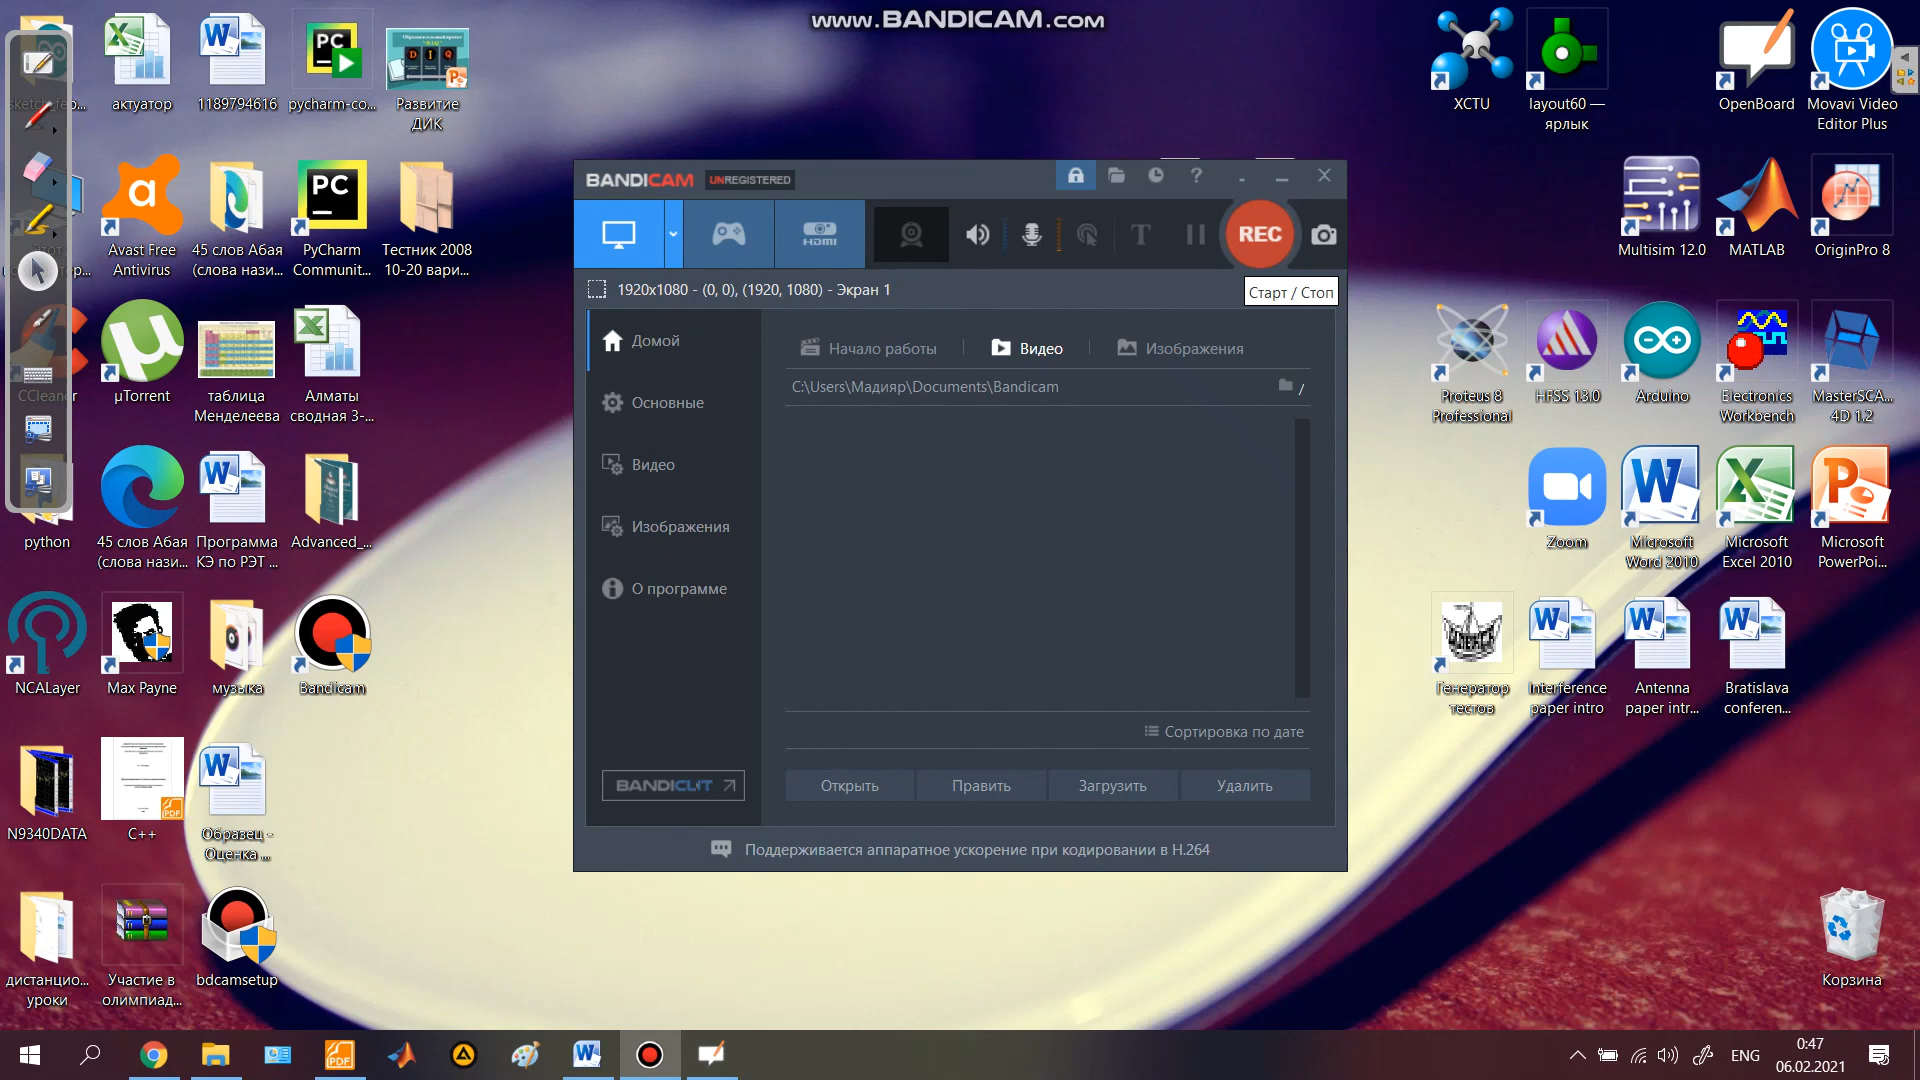 www.BANDICAM.com
актуатор
1189794616
pycharm-co...
Развитие
ДИК
XCTU
layout60 —
ярлык
OpenBoard
Movavi Video
Editor Plus
Avast Free
Antivirus
45 слов Абая
(слова нази...
PyCharm
Communit...
Тестник 2008
10-20 вари...
Multisim 12.0
MATLAB
OriginPro 8
BANDICAM UNREGISTERED
HDMI
REC
1920x1080 - (0, 0), (1920, 1080) - Экран 1
Старт / Стоп
Домой
Основные
Видео
Изображения
О программе
Начало работы
Видео
Изображения
C:\Users\Мадияр\Documents\Bandicam
/
Сортировка по дате
BANDICUT
Открыть
Править
Загрузить
Удалить
Поддерживается аппаратное ускорение при кодировании в H.264
CCleaner
µTorrent
таблица
Менделеева
Алматы
сводная 3-...
Proteus 8
Professional
HFSS 13.0
Arduino
Electronics
Workbench
MasterSCA...
4D 1.2
python
45 слов Абая
(слова нази...
Программа
КЭ по РЭТ ...
Advanced_...
Zoom
Microsoft
Word 2010
Microsoft
Excel 2010
Microsoft
PowerPoi...
NCALayer
Max Payne
музыка
Bandicam
Генератор
тестов
Interference
paper intro
Antenna
paper intr...
Bratislava
conferen...
N9340DATA
C++
Образец -
Оценка ...
дистанцио...
уроки
Участие в
олимпиад...
bdcamsetup
Корзина
ENG
0:47
06.02.2021